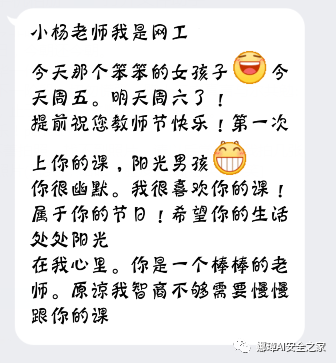 小杨老师我是网工
今天那个笨笨的女孩子 今
天周五。明天周六了！
提前祝您教师节快乐！第一次
上你的课，阳光男孩
你很幽默。我很喜欢你的课！
属于你的节日！希望你的生活
处处阳光
在我心里。你是一个棒棒的老
师。原谅我智商不够需要慢慢
跟你的课
娜璋AI安全之家